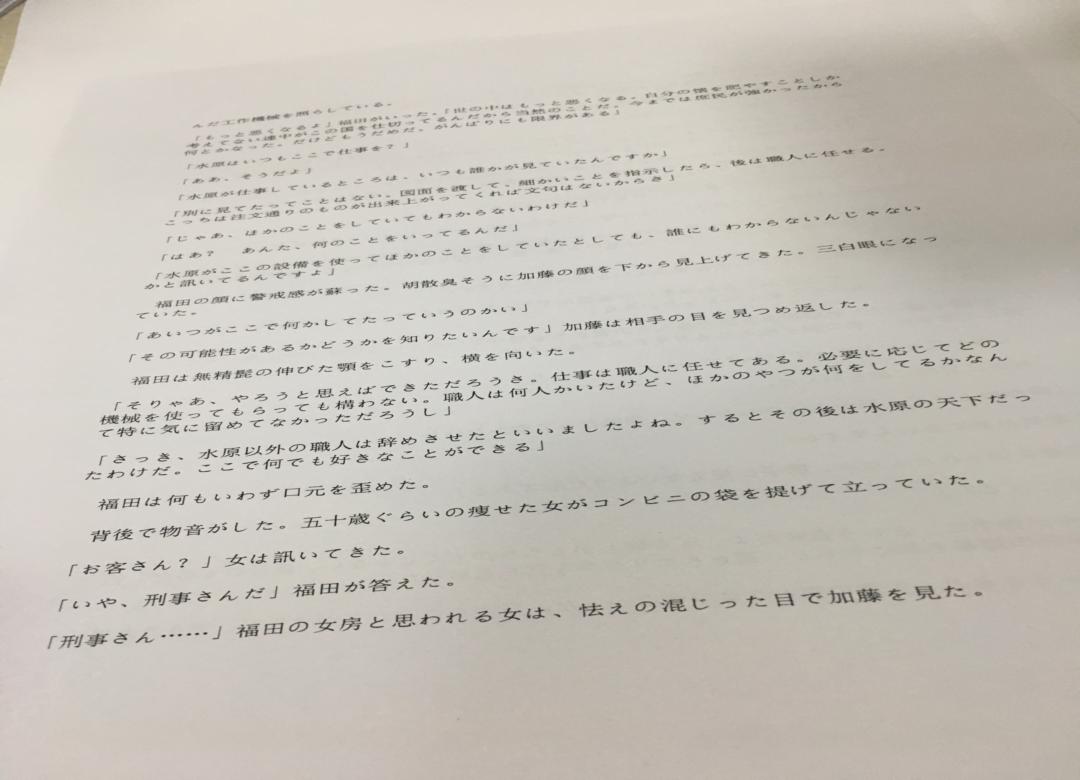 んだ工作機械を照らしている。
「もっと悪くなるよ」福田がいった。「世の中はもっと悪くなる。自分の懐を肥やすことしか
考えてない連中がこの国を仕切ってるんだから当然のことだ。今までは庶民が強かったから
何とかなった。だけどもうだめだ。がんばりにも限界がある」
「水原はいつもここで仕事を？」
「ああ、そうだよ」
「水原が仕事しているところは、いつも誰かが見ていたんですか」
「別に見てたってことはない。図面を渡して、細かいことを指示したら、後は職人に任せる。
こっちは注文通りのものが出来上がってくれば文句はないからさ」
「じゃあ、ほかのことをしていてもわからないわけだ」
「はあ？　あんた、何のことをいってるんだ」
「水原がここの設備を使ってほかのことをしていたとしても、誰にもわからないんじゃない
かと訊いてるんですよ」
福田の顔に警戒感が蘇った。胡散臭そうに加藤の顔を下から見上げてきた。三白眼になっ
ていた。
「あいつがここで何かしてたっていうのかい」
「その可能性があるかどうかを知りたいんです」加藤は相手の目を見つめ返した。
福田は無精髭の伸びた顎をこすり、横を向いた。
「そりゃあ、やろうと思えばできただろうさ。仕事は職人に任せてある。必要に応じてどの
機械を使ってもらっても構わない。職人は何人かいたけど、ほかのやつが何をしてるかなん
て特に気に留めてなかっただろうし」
「さっき、水原以外の職人は辞めさせたといいましたよね。するとその後は水原の天下だっ
たわけだ。ここで何でも好きなことができる」
福田は何もいわず口元を歪めた。
背後で物音がした。五十歳ぐらいの痩せた女がコンビニの袋を提げて立っていた。
「お客さん？」女は訊いてきた。
「いや、刑事さんだ」福田が答えた。
「刑事さん……」福田の女房と思われる女は、怯えの混じった目で加藤を見た。